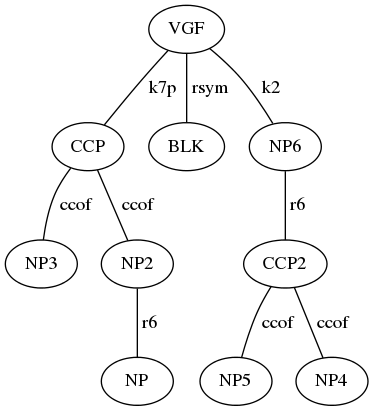 VGF
k7p rsym k2
CCP BLK NP6
ccof ccof r6
NP3 NP2 CCP2
r6 ccof ccof
NP NP5 NP4